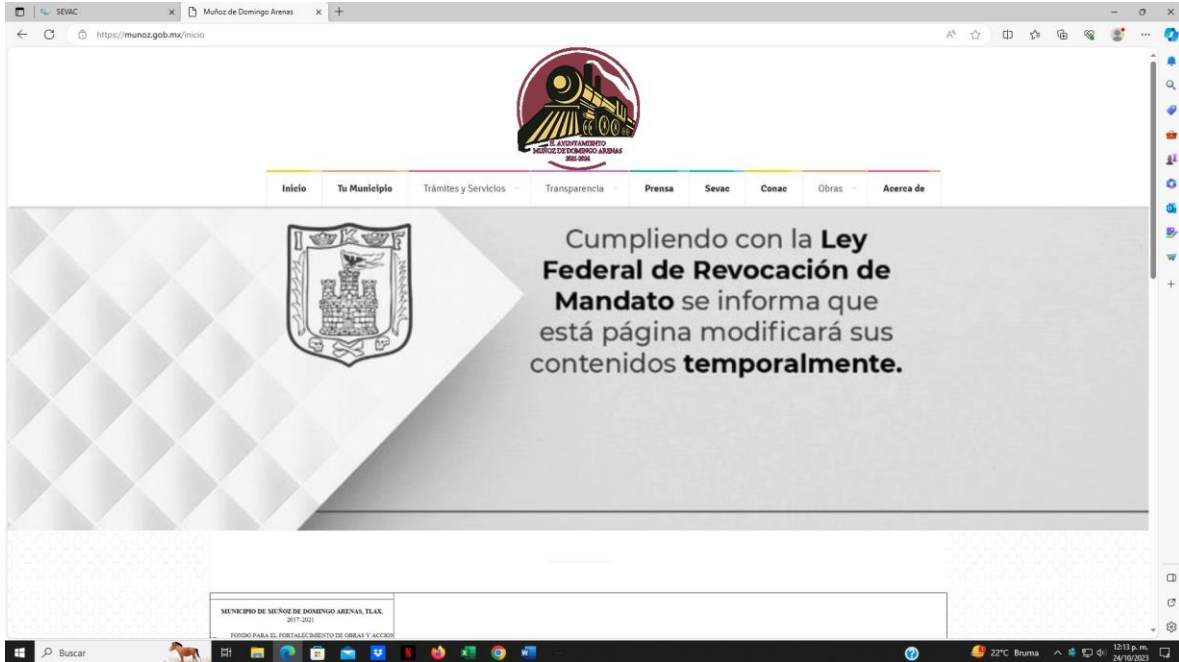 SEVAC
Muñoz de Domingo Arenas
https://munoz.gob.mx/inicio
H. AYUNTAMIENTO
MUÑOZ DE DOMINGO ARENAS
2021-2024
Inicio Tu Municipio Trámites y Servicios Transparencia Prensa Sevac Conac Obras Acerca de
I K F
Cumpliendo con la Ley
Federal de Revocación de
Mandato se informa que
está página modificará sus
contenidos temporalmente.
MUNICIPIO DE MUÑOZ DE DOMINGO ARENAS, TLAX.
2017-2021
FONDO PARA EL FORTALECIMIENTO DE OBRAS Y ACCION
Buscar
22°C Bruma
12:13 p. m.
24/10/2023